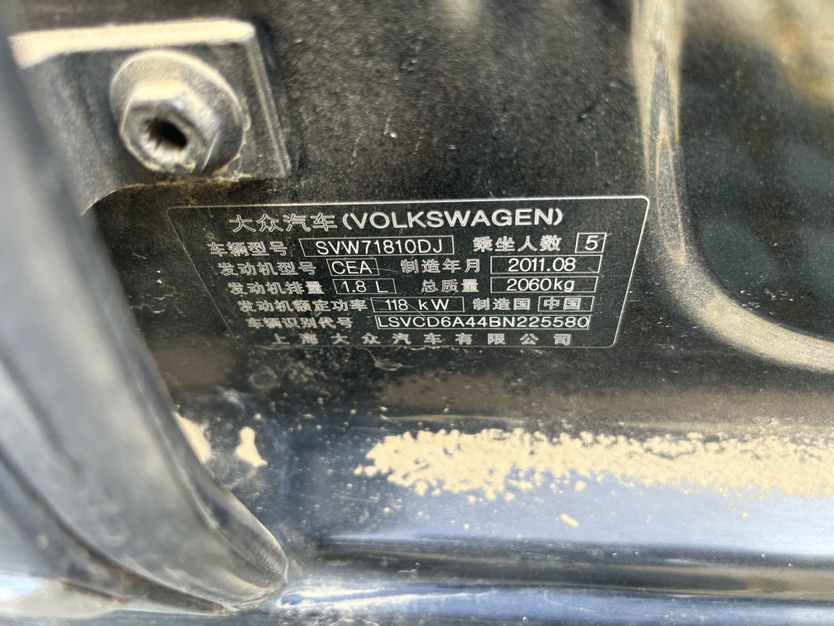 大众汽车(VOLKSWAGEN)
车辆型号 SVW71810DJ 乘坐人数 5
发动机型号 CEA 制造年月 2011.08
发动机排量 1.8 L 总质量 2060kg
发动机额定功率 118 kW 制造国 中国
车辆识别代号 LSVCD6A44BN225580
上海大众汽车有限公司